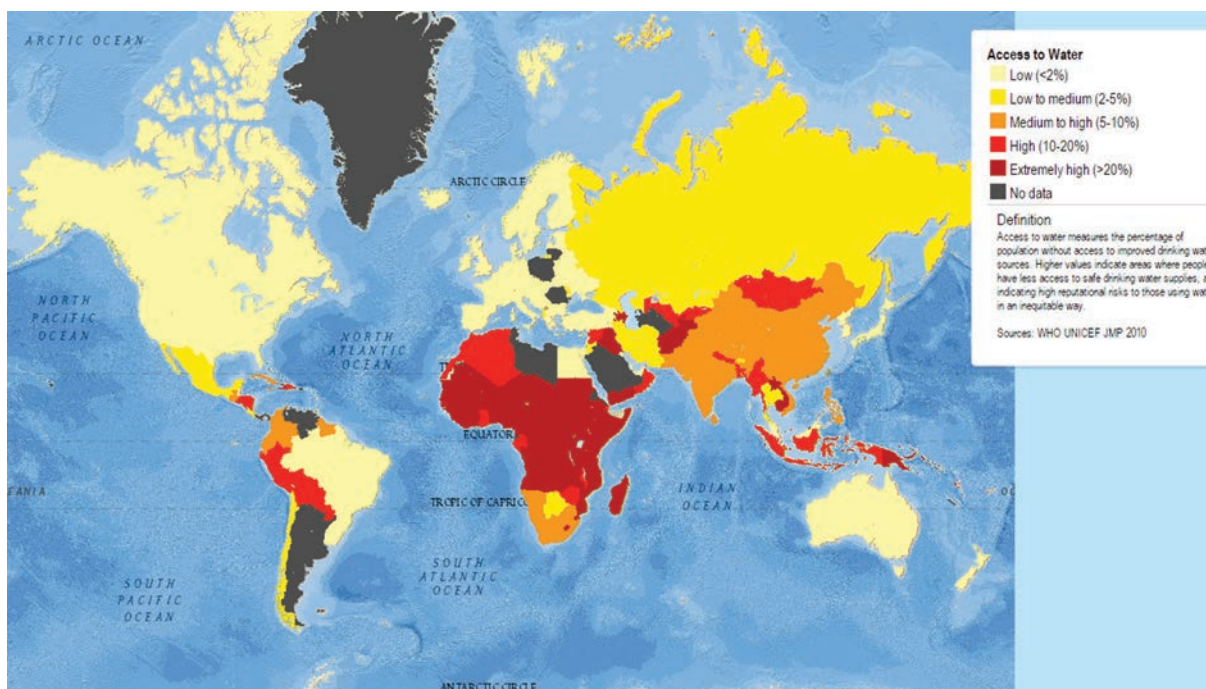 ARCTIC OCEAN
ARCTIC CIRCLE
NORTH
PACIFIC
OCEAN
NORTH
ATLANTIC
OCEAN
EQUATOR
TROPIC OF CAPRIC
INDIAN
OCEAN
SOUTH
PACIFIC
OCEAN
SOUTH
ATLANTIC
OCEAN
ANTARCTIC CIRCLE
Access to Water
Low (<2%)
Low to medium (2-5%)
Medium to high (5-10%)
High (10-20%)
Extremely high (>20%)
No data
Definition
Access to water measures the percentage of
population without access to improved drinking wat
sources. Higher values indicate areas where people
have less access to safe drinking water supplies, a
indicating high reputational risks to those using wat
in an inequitable way.
Sources: WHO UNICEF JMP 2010